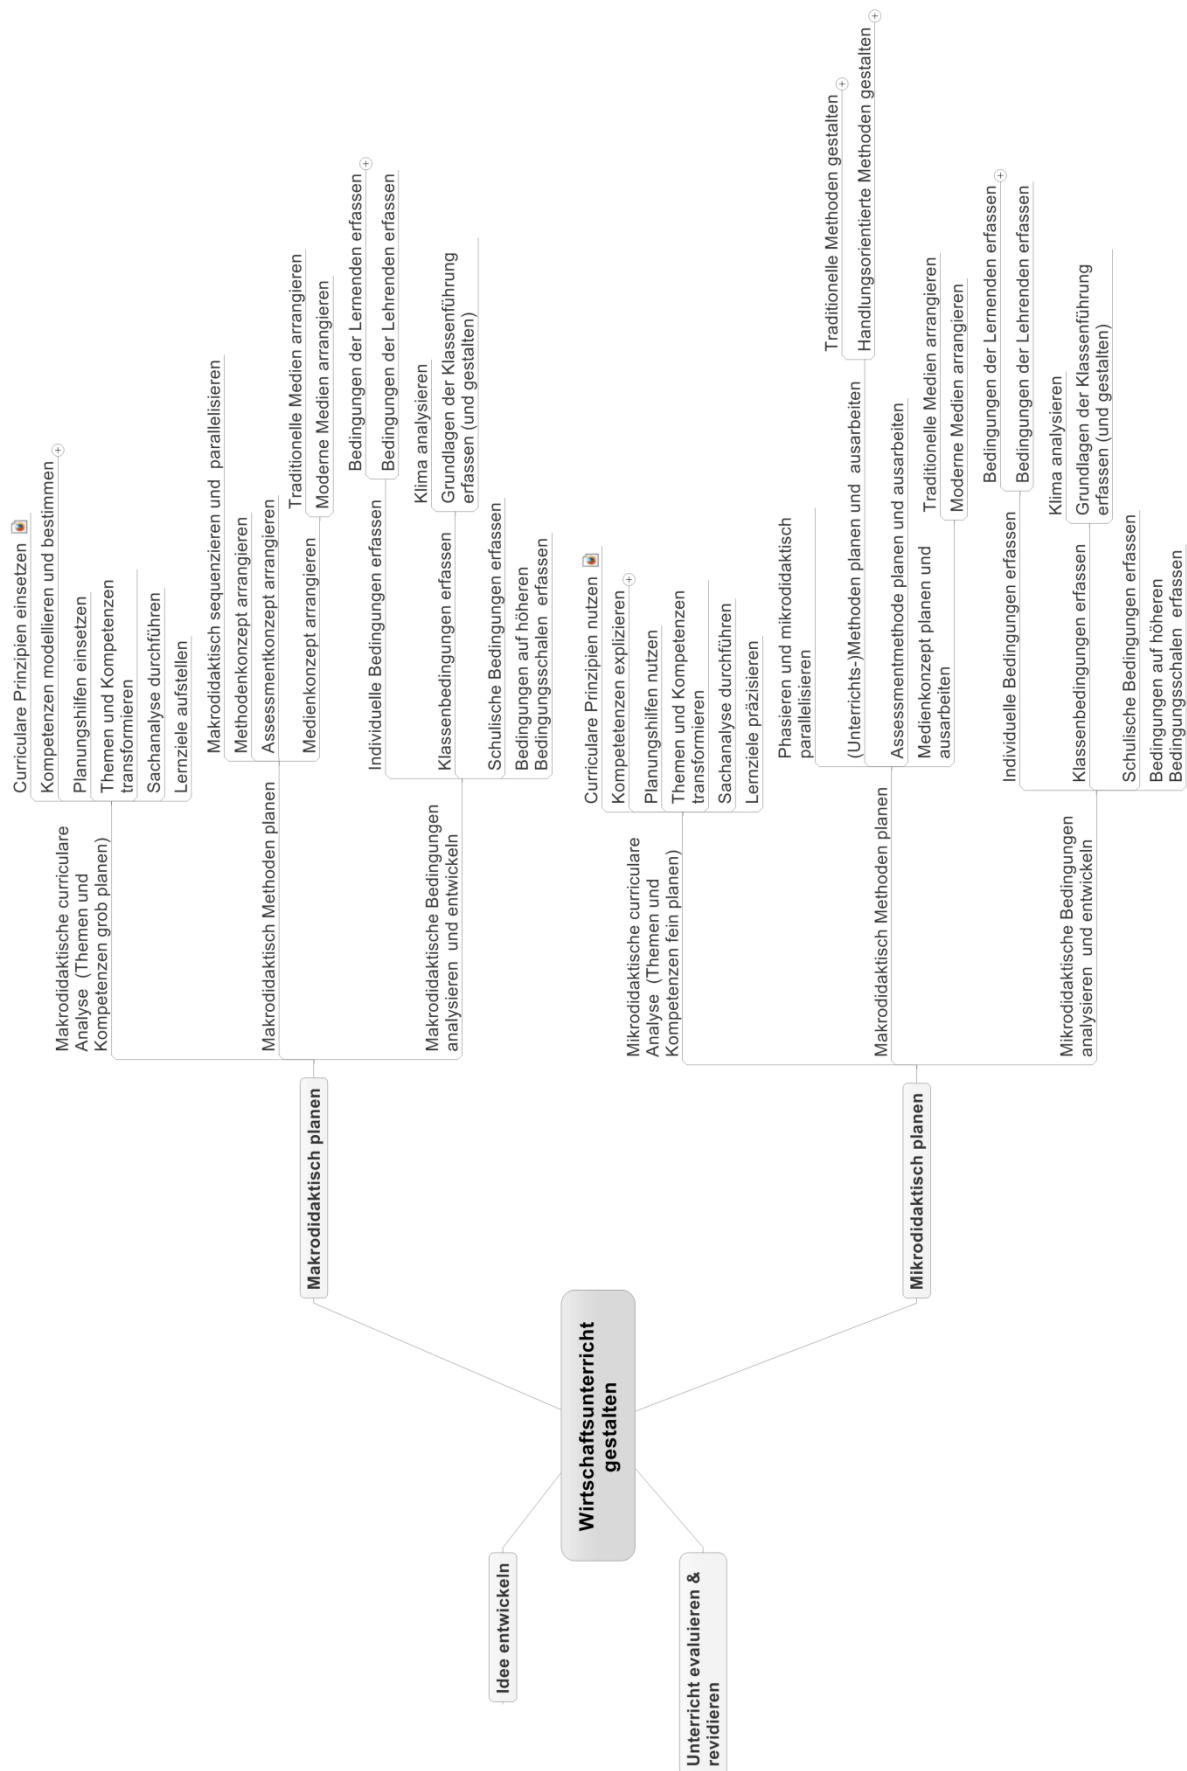 Wirtschaftsunterricht
gestalten
Idee entwickeln
Unterricht evaluieren &
revidieren
Makrodidaktisch planen
Makrodidaktische curriculare
Analyse (Themen und
Kompetenzen grob planen)
Curriculare Prinzipien einsetzen
Kompetenzen modellieren und bestimmen
Planungshilfen einsetzen
Themen und Kompetenzen
transformieren
Sachanalyse durchführen
Lernziele aufstellen
Makrodidaktisch Methoden planen
Makrodidaktisch sequenzieren und parallelisieren
Methodenkonzept arrangieren
Assessmentkonzept arrangieren
Medienkonzept arrangieren
Traditionelle Medien arrangieren
Moderne Medien arrangieren
Makrodidaktische Bedingungen
analysieren und entwickeln
Individuelle Bedingungen erfassen
Bedingungen der Lernenden erfassen
Bedingungen der Lehrenden erfassen
Klassenbedingungen erfassen
Klima analysieren
Grundlagen der Klassenführung
erfassen (und gestalten)
Schulische Bedingungen erfassen
Bedingungen auf höheren
Bedingungsschalen erfassen
Mikrodidaktisch planen
Mikrodidaktische curriculare
Analyse (Themen und
Kompetenzen fein planen)
Curriculare Prinzipien nutzen
Kompetetenzen explizieren
Planungshilfen nutzen
Themen und Kompetenzen
transformieren
Sachanalyse durchführen
Lernziele präzisieren
Makrodidaktisch Methoden planen
Phasieren und mikrodidaktisch
parallelisieren
(Unterrichts-)Methoden planen und ausarbeiten
Traditionelle Methoden gestalten
Handlungsorientierte Methoden gestalten
Assessmentmethode planen und ausarbeiten
Medienkonzept planen und
ausarbeiten
Traditionelle Medien arrangieren
Moderne Medien arrangieren
Mikrodidaktische Bedingungen
analysieren und entwickeln
Individuelle Bedingungen erfassen
Bedingungen der Lernenden erfassen
Bedingungen der Lehrenden erfassen
Klassenbedingungen erfassen
Klima analysieren
Grundlagen der Klassenführung
erfassen (und gestalten)
Schulische Bedingungen erfassen
Bedingungen auf höheren
Bedingungsschalen erfassen